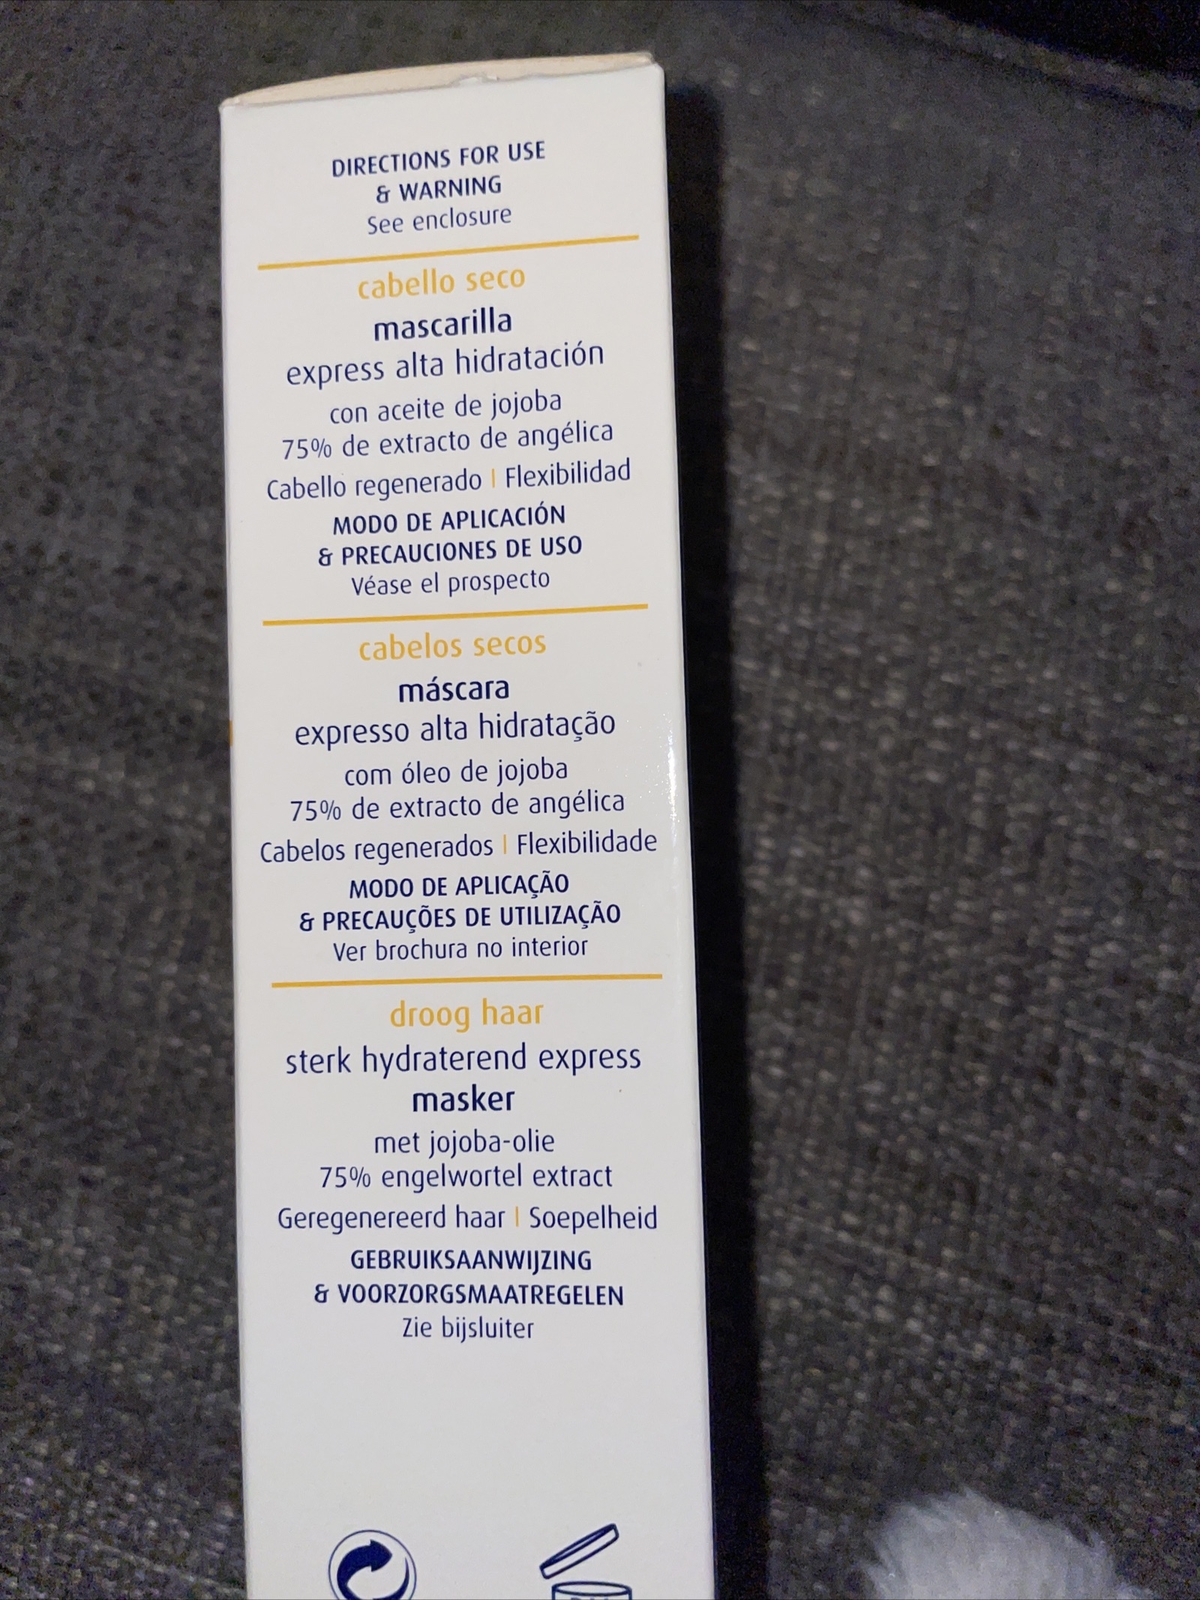 DIRECTIONS FOR USE
& WARNING
See enclosure
cabello seco
mascarilla
express alta hidratación
con aceite de jojoba
75% de extracto de angélica
Cabello regenerado | Flexibilidad
MODO DE APLICACIÓN
& PRECAUCIONES DE USO
Véase el prospecto
cabelos secos
máscara
expresso alta hidratação
com óleo de jojoba
75% de extracto de angélica
Cabelos regenerados | Flexibilidade
MODO DE APLICAÇÃO
& PRECAUÇÕES DE UTILIZAÇÃO
Ver brochura no interior
droog haar
sterk hydraterend express
masker
met jojoba-olie
75% engelwortel extract
Geregenereerd haar | Soepelheid
GEBRUIKSAANWIJZING
& VOORZORGSMAATREGELEN
Zie bijsluiter